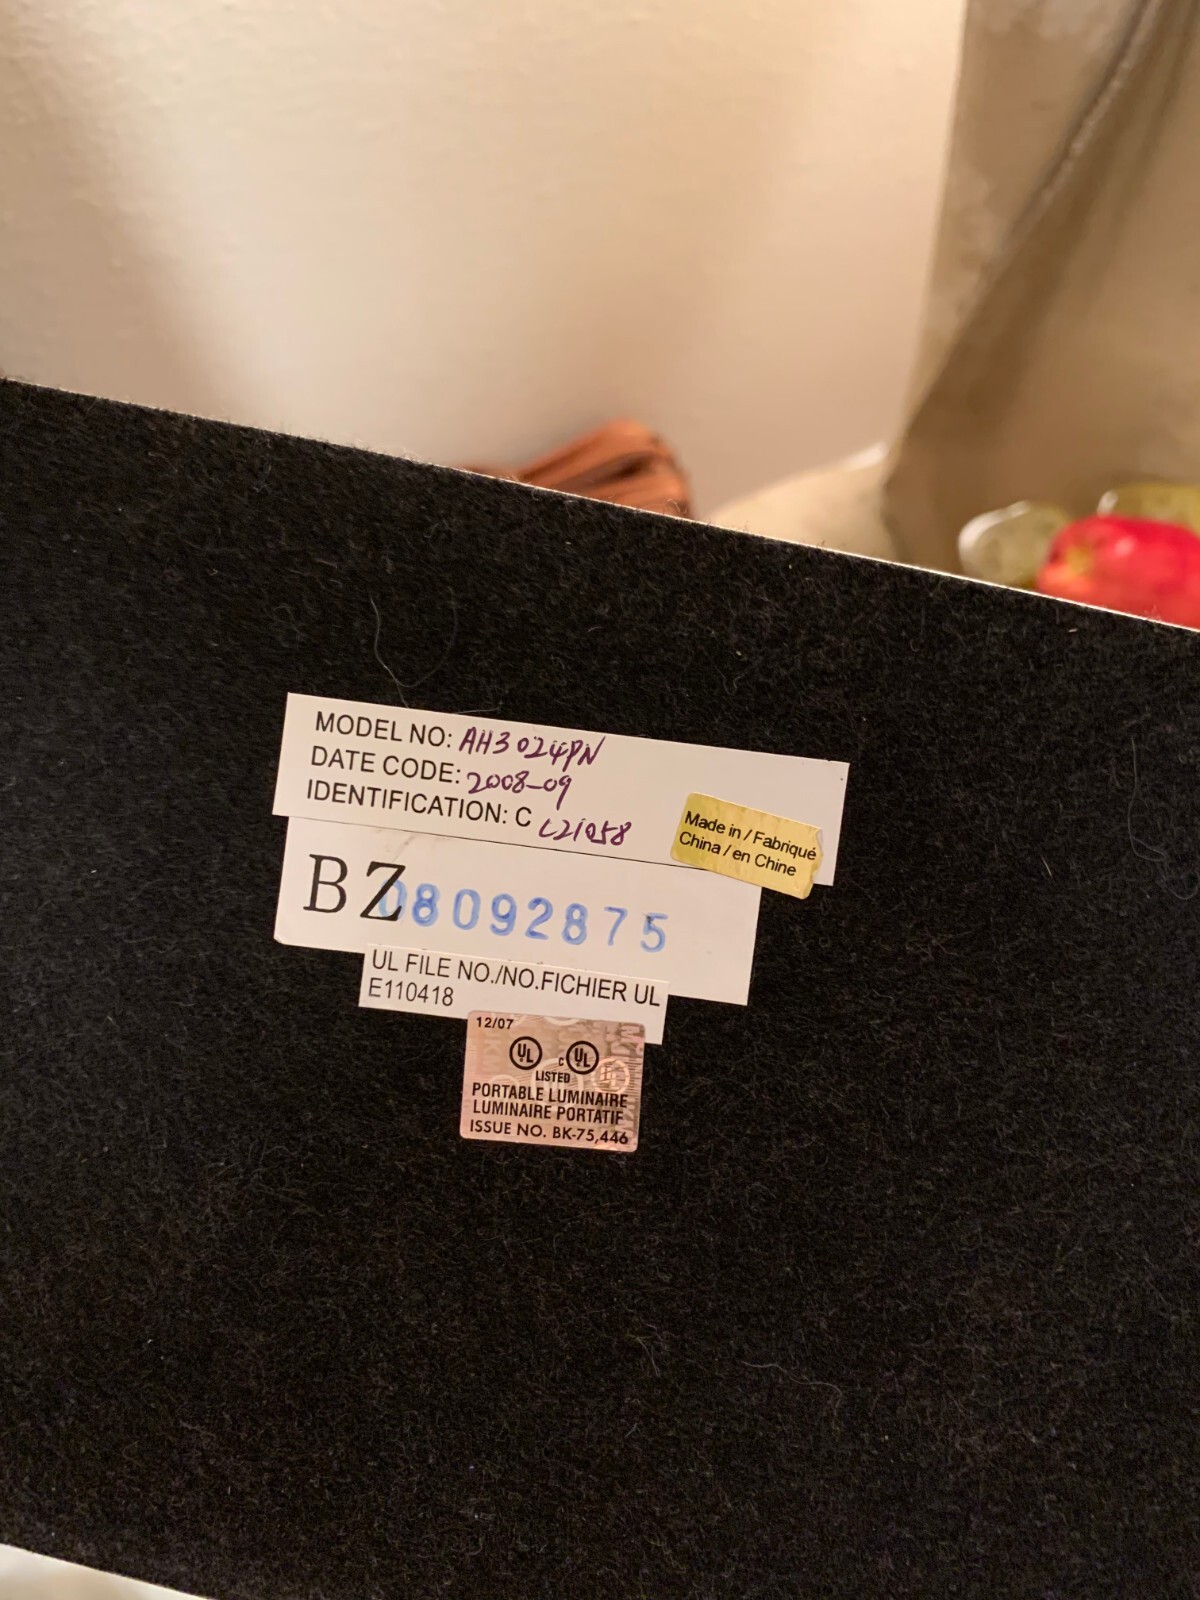 MODEL NO: AH3024PN
DATE CODE: 2008-09
IDENTIFICATION: C L21058
Made in / Fabriqué
China / en Chine
BZ08092875
UL FILE NO./NO.FICHIER UL
E110418
12/07
UL C UL
LISTED
PORTABLE LUMINAIRE
LUMINAIRE PORTATIF
ISSUE NO. BK-75,446